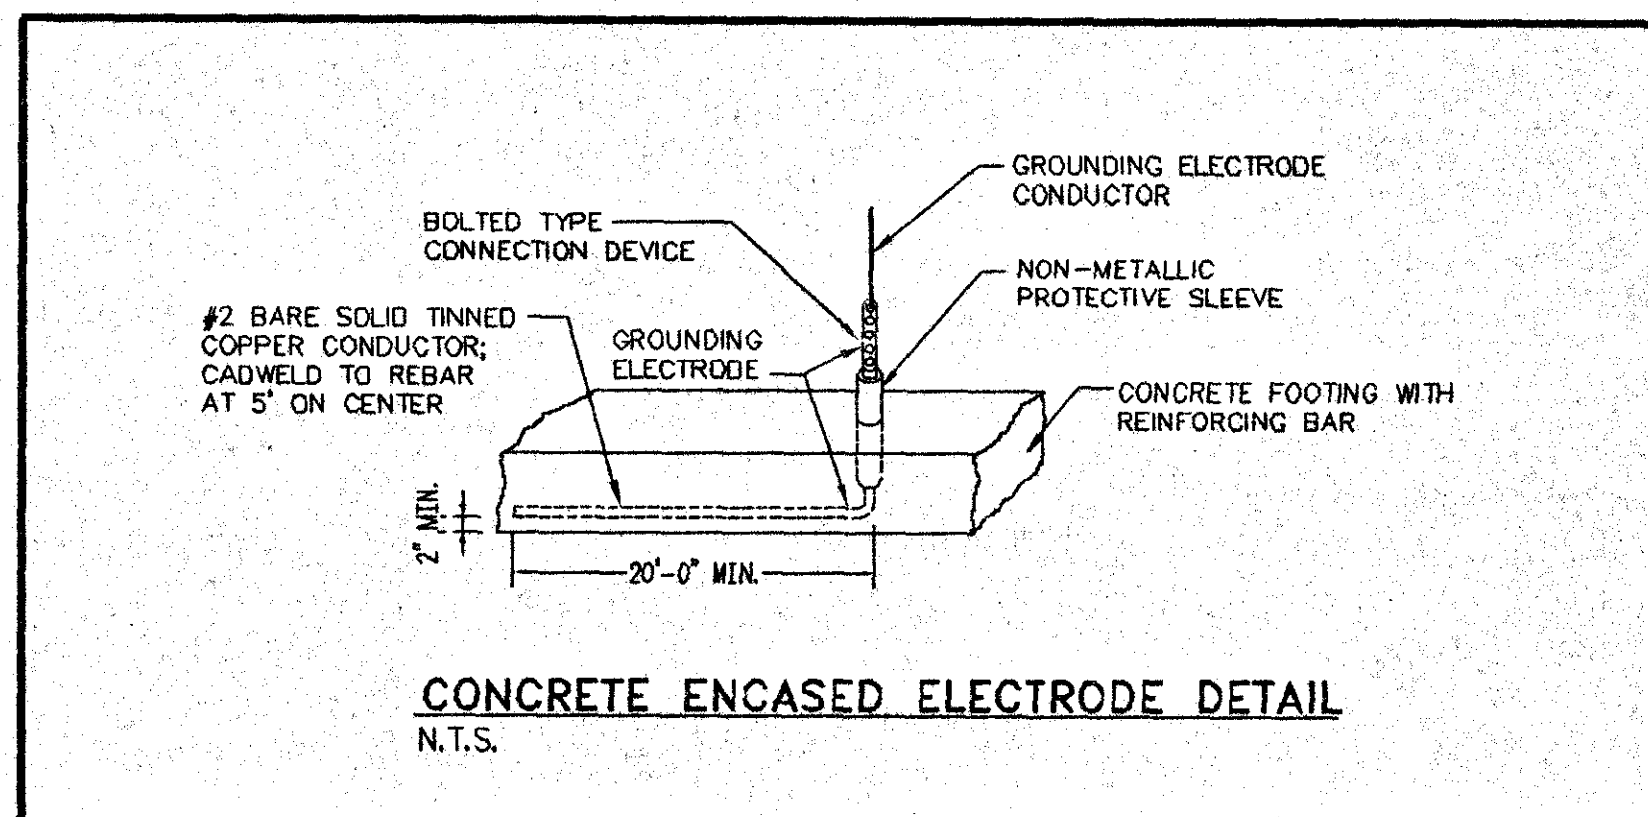 GROUNDING ELECTRODE
CONDUCTOR
BOLTED TYPE
CONNECTION DEVICE
NON-METALLIC
PROTECTIVE SLEEVE
#2 BARE SOLID TINNED
COPPER CONDUCTOR;
CADWELD TO REBAR
AT 5' ON CENTER
GROUNDING
ELECTRODE
CONCRETE FOOTING WITH
REINFORCING BAR
2" MIN.
20'-0" MIN.
CONCRETE ENCASED ELECTRODE DETAIL
N.T.S.